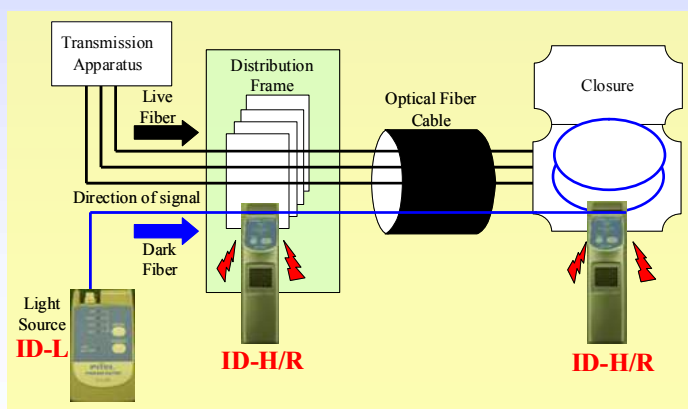 Transmission
Apparatus
Distribution
Frame
Live
Fiber
Optical Fiber
Cable
Closure
Direction of signal
Dark
Fiber
Light
Source
ID-L
ID-H/R
ID-H/R